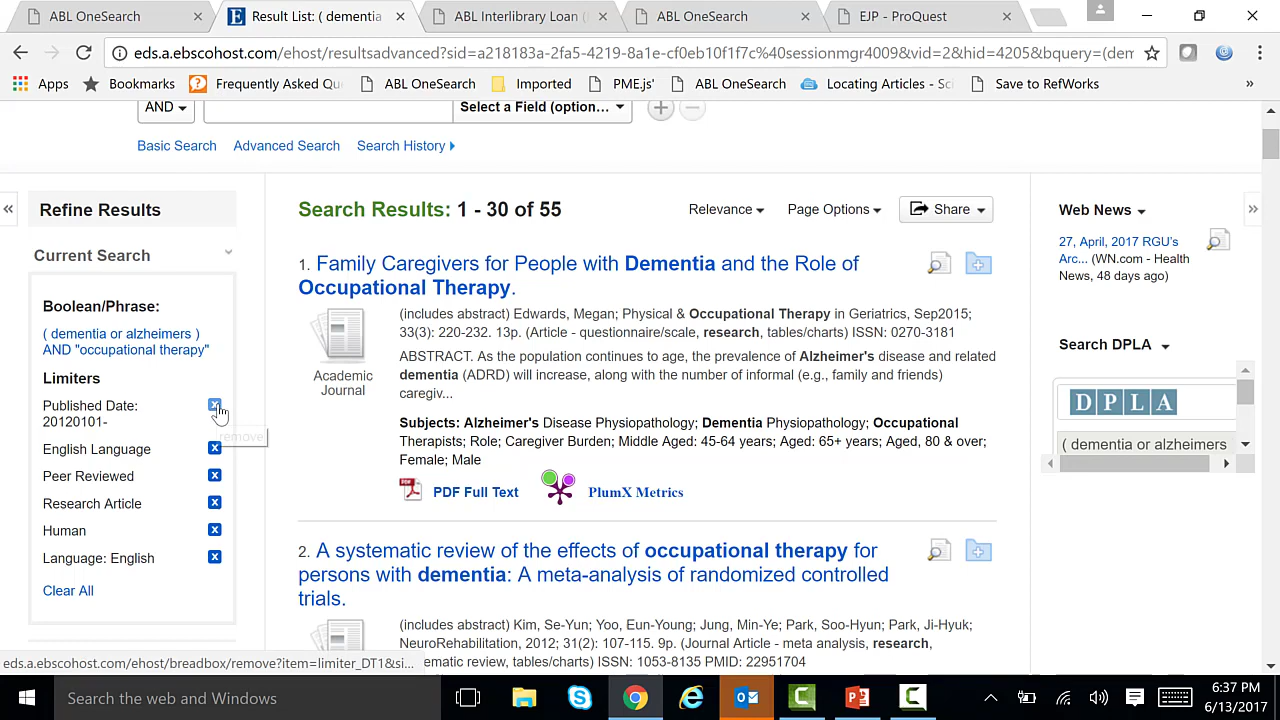 ABL OneSearch
Result List: ( dementia
ABL Interlibrary Loan (
ABL OneSearch
EJP - ProQuest
eds.a.ebscohost.com/ehost/resultsadvanced?sid=a218183a-2fa5-4219-8a1e-cf0eb10f1f7c%40sessionmgr4009&vid=2&hid=4205&bquery=(dem
Apps
Bookmarks
Frequently Asked Qu
ABL OneSearch
Imported
PME.js'
ABL OneSearch
Locating Articles - Sci
Save to RefWorks
»
AND
Select a Field (option...
Basic Search
Advanced Search
Search History
Refine Results
Current Search
Boolean/Phrase:
( dementia or alzheimers )
AND "occupational therapy"
Limiters
Published Date:
20120101-
remove
English Language
Peer Reviewed
Research Article
Human
Language: English
Clear All
Search Results: 1 - 30 of 55
Relevance
Page Options
Share
1. Family Caregivers for People with Dementia and the Role of
Occupational Therapy.
Academic
Journal
(includes abstract) Edwards, Megan; Physical & Occupational Therapy in Geriatrics, Sep2015;
33(3): 220-232. 13p. (Article - questionnaire/scale, research, tables/charts) ISSN: 0270-3181
ABSTRACT. As the population continues to age, the prevalence of Alzheimer's disease and related
dementia (ADRD) will increase, along with the number of informal (e.g., family and friends)
caregiv...
Subjects: Alzheimer's Disease Physiopathology; Dementia Physiopathology; Occupational
Therapists; Role; Caregiver Burden; Middle Aged: 45-64 years; Aged: 65+ years; Aged, 80 & over;
Female; Male
PDF Full Text
PlumX Metrics
2. A systematic review of the effects of occupational therapy for
persons with dementia: A meta-analysis of randomized controlled
trials.
(includes abstract) Kim, Se-Yun; Yoo, Eun-Young; Jung, Min-Ye; Park, Soo-Hyun; Park, Ji-Hyuk;
NeuroRehabilitation, 2012; 31(2): 107-115. 9p. (Journal Article - meta analysis, research,
tematic review, tables/charts) ISSN: 1053-8135 PMID: 22951704
Web News
27, April, 2017 RGU's
Arc... (WN.com - Health
News, 48 days ago)
Search DPLA
DPLA
( dementia or alzheimers
eds.a.ebscohost.com/ehost/breadbox/remove?item=limiter_DT1&si...
Search the web and Windows
6:37 PM
6/13/2017